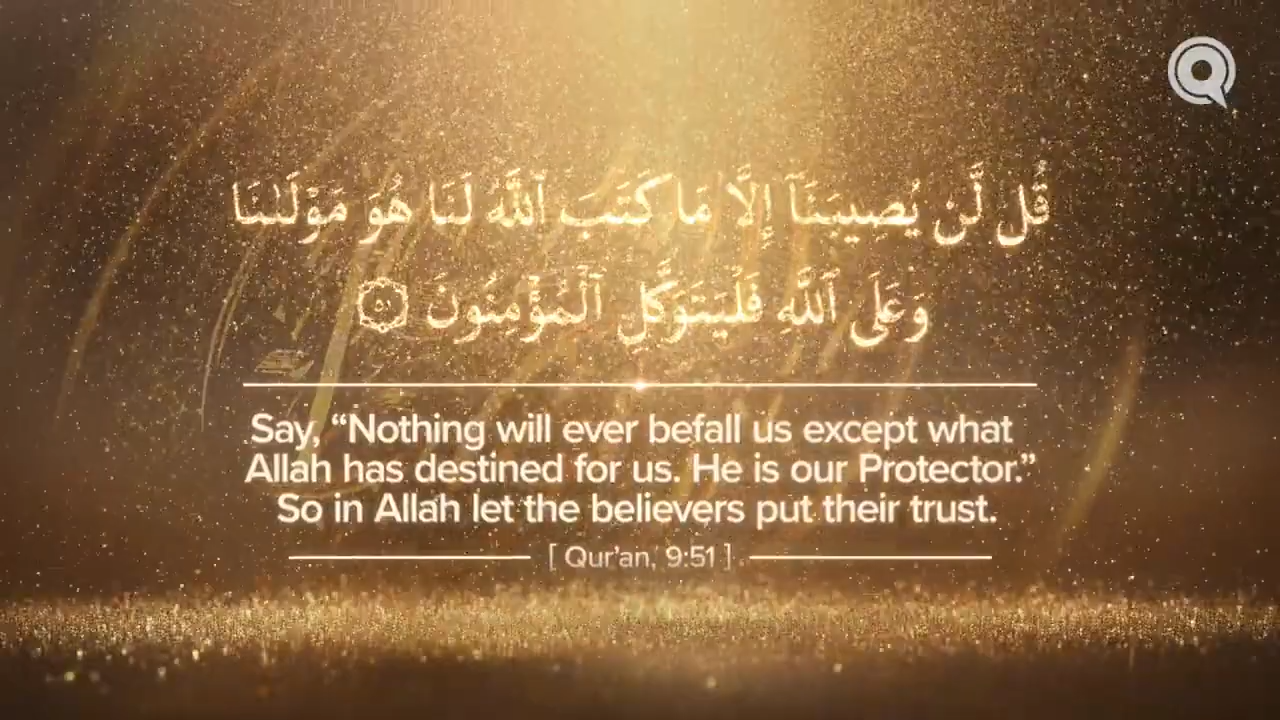 قُل لَّن يُصِيبَنَآ إِلَّا مَا كَتَبَ ٱللَّهُ لَنَا هُوَ مَوْلَىٰنَا
وَعَلَى ٱللَّهِ فَلْيَتَوَكَّلِ ٱلْمُؤْمِنُونَ ٥١
Say, “Nothing will ever befall us except what
Allah has destined for us. He is our Protector.”
So in Allah let the believers put their trust.
[ Qur’an, 9:51 ]